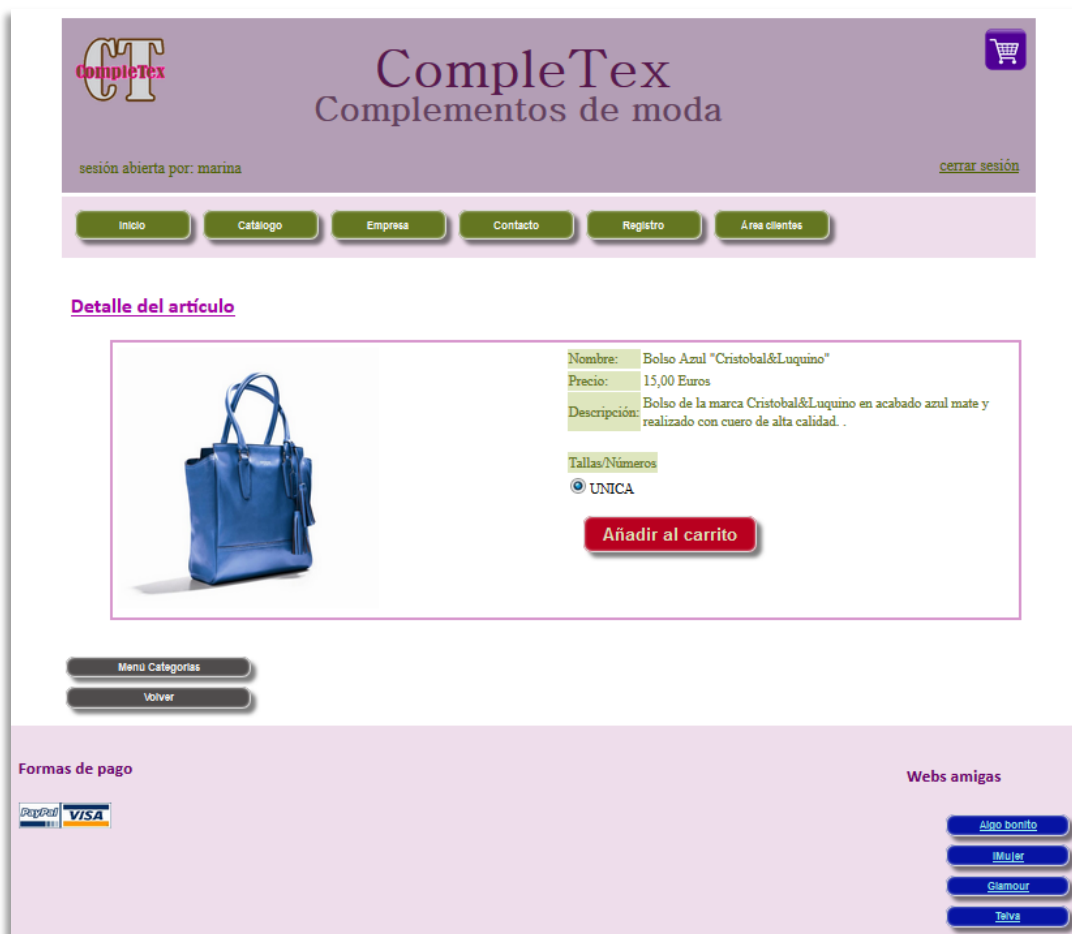 CT
CompleTex
CompleTex
Complementos de moda
sesión abierta por: marina
cerrar sesión
Inicio
Catálogo
Empresa
Contacto
Registro
Area clientes
Detalle del artículo
Nombre: Bolso Azul "Cristobal&Luquino"
Precio: 15,00 Euros
Descripción: Bolso de la marca Cristobal&Luquino en acabado azul mate y
realizado con cuero de alta calidad. .
Tallas/Números
UNICA
Añadir al carrito
Menú Categorías
Volver
Formas de pago
PayPal VISA
Webs amigas
Algo bonito
IMujer
Glamour
Telva